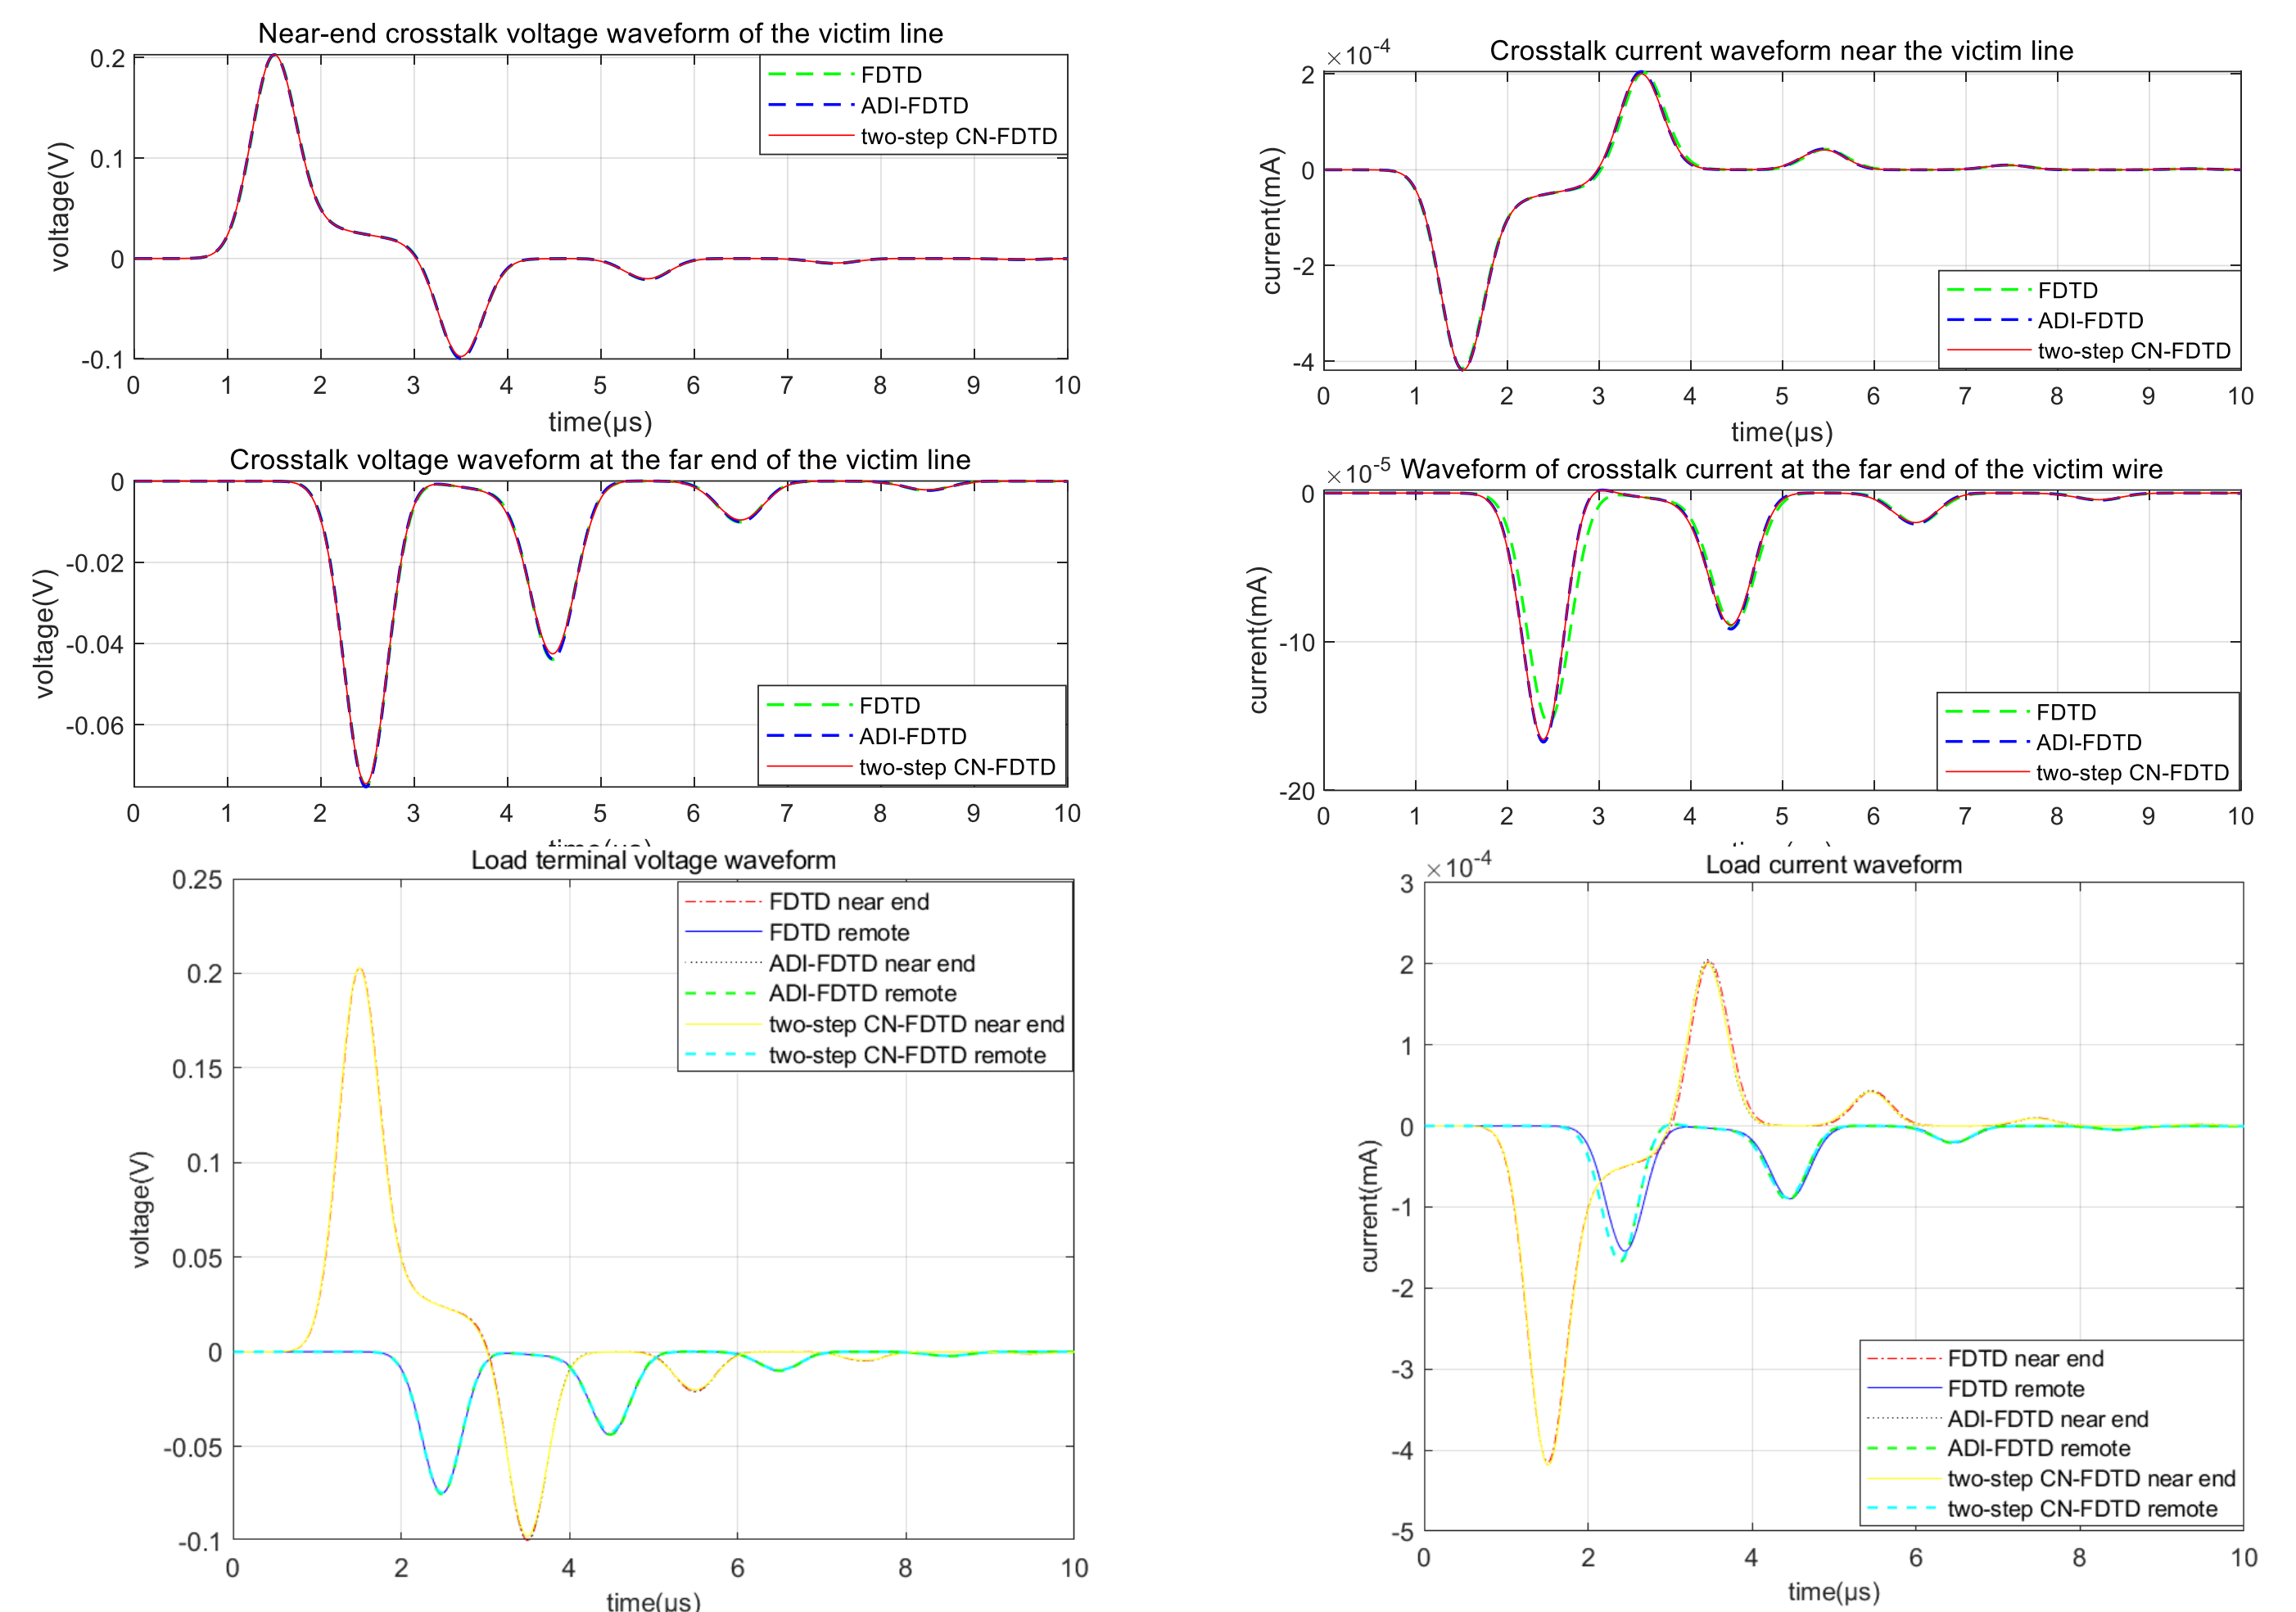 Near-end crosstalk voltage waveform of the victim line
0.2
0.1
0
-0.1
voltage(V)
FDTD
ADI-FDTD
two-step CN-FDTD
0 1 2 3 4 5 6 7 8 9 10
time(μs)
Crosstalk current waveform near the victim line
×10-4
2
0
-2
-4
current(mA)
FDTD
ADI-FDTD
two-step CN-FDTD
0 1 2 3 4 5 6 7 8 9 10
time(μs)
Crosstalk voltage waveform at the far end of the victim line
0
-0.02
-0.04
-0.06
voltage(V)
FDTD
ADI-FDTD
two-step CN-FDTD
0 1 2 3 4 5 6 7 8 9 10
×10-5 Waveform of crosstalk current at the far end of the victim wire
0
-10
-20
current(mA)
FDTD
ADI-FDTD
two-step CN-FDTD
0 1 2 3 4 5 6 7 8 9 10
Load terminal voltage waveform
0.25
0.2
0.15
0.1
0.05
0
-0.05
-0.1
voltage(V)
FDTD near end
FDTD remote
ADI-FDTD near end
ADI-FDTD remote
two-step CN-FDTD near end
two-step CN-FDTD remote
0 2 4 6 8 10
time(μs)
Load current waveform
×10-4
3
2
1
0
-1
-2
-3
-4
-5
current(mA)
FDTD near end
FDTD remote
ADI-FDTD near end
ADI-FDTD remote
two-step CN-FDTD near end
two-step CN-FDTD remote
0 2 4 6 8 10
time(μs)